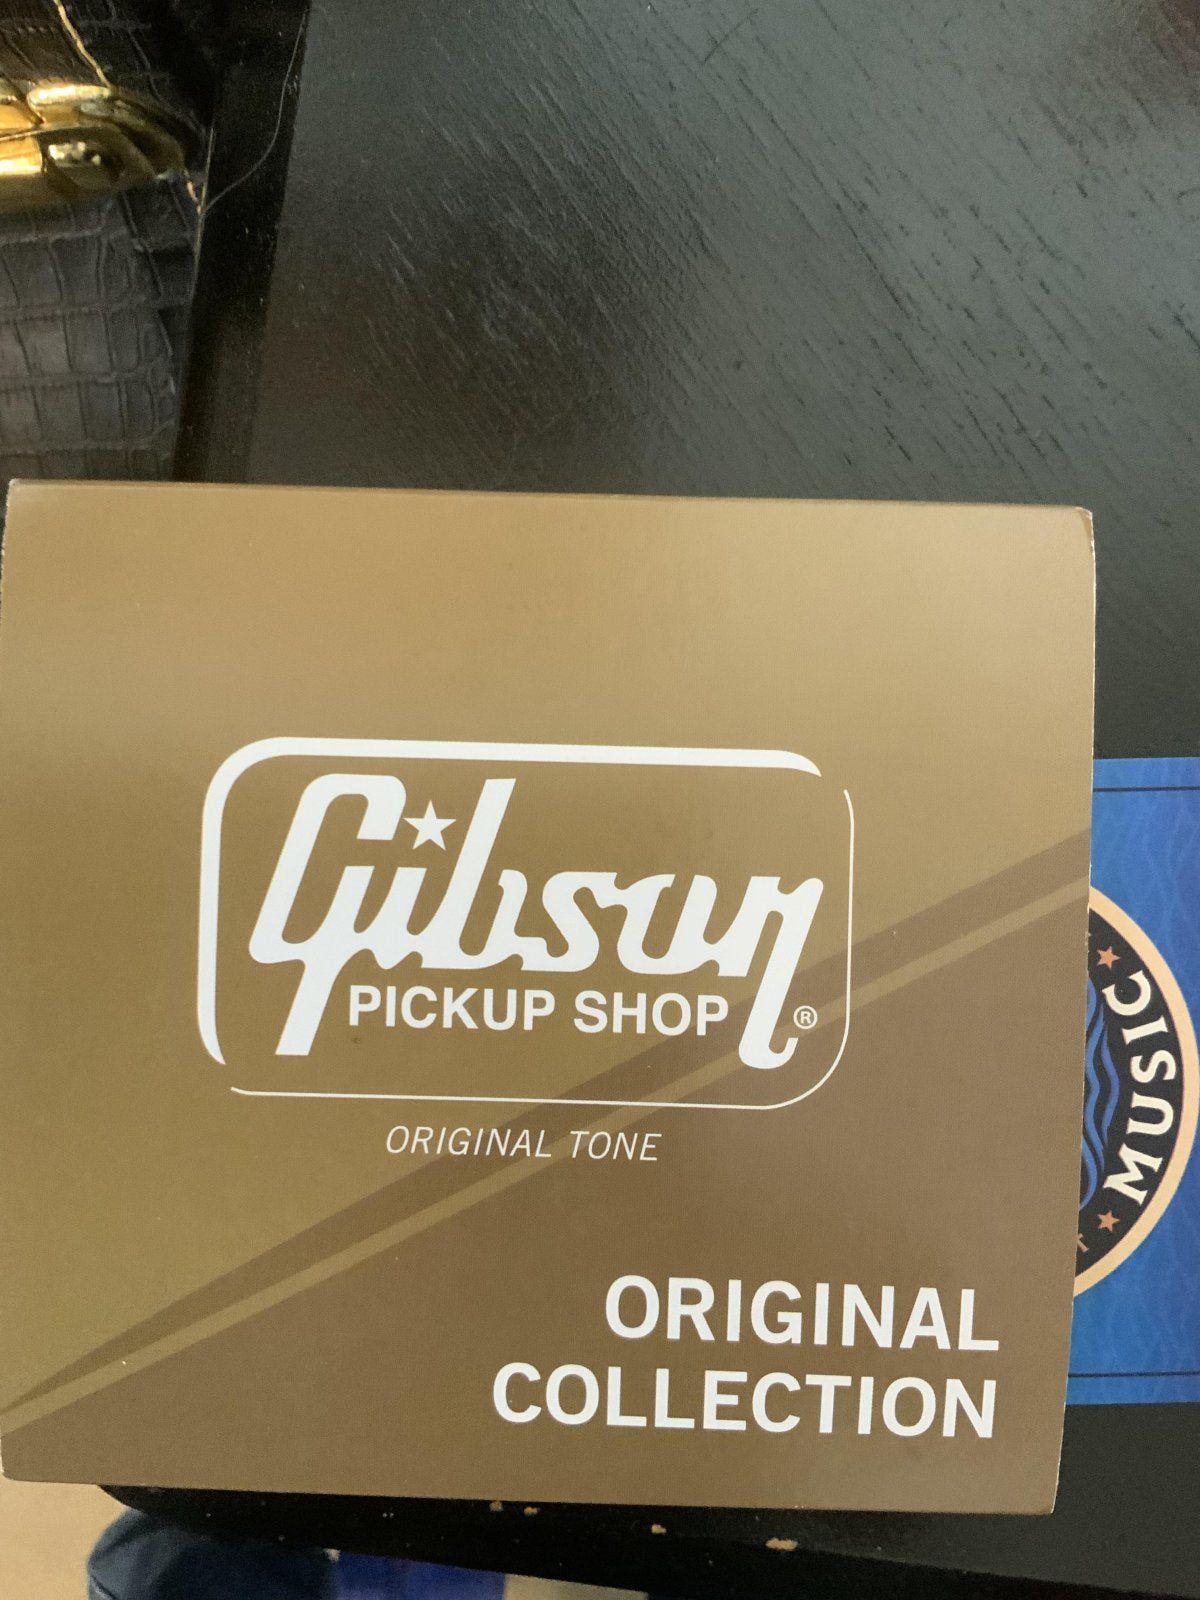 Gibson
PICKUP SHOP
®
ORIGINAL TONE
ORIGINAL
COLLECTION
MUSIC